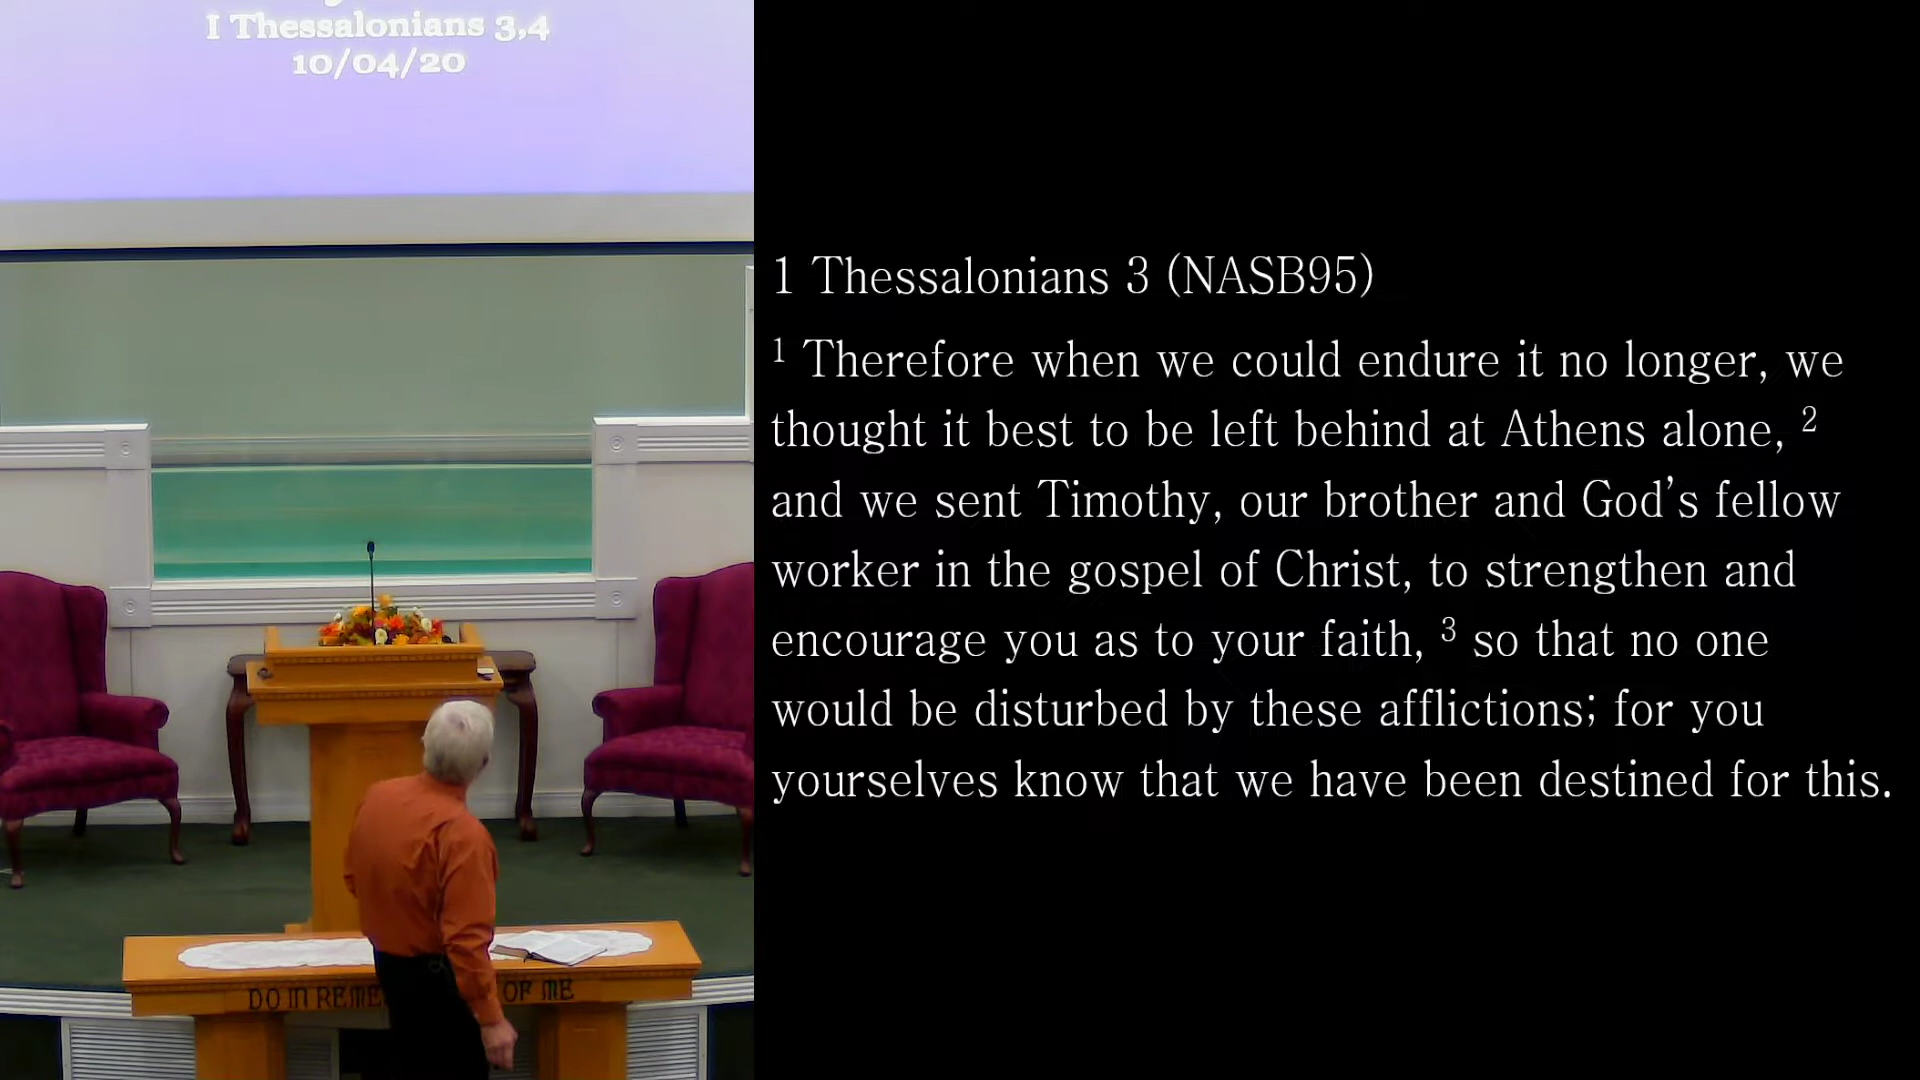 I Thessalonians 3,4
10/04/20
1 Thessalonians 3 (NASB95)
1 Therefore when we could endure it no longer, we
thought it best to be left behind at Athens alone, 2
and we sent Timothy, our brother and God’s fellow
worker in the gospel of Christ, to strengthen and
encourage you as to your faith, 3 so that no one
would be disturbed by these afflictions; for you
yourselves know that we have been destined for this.
DO IN REME
OF ME